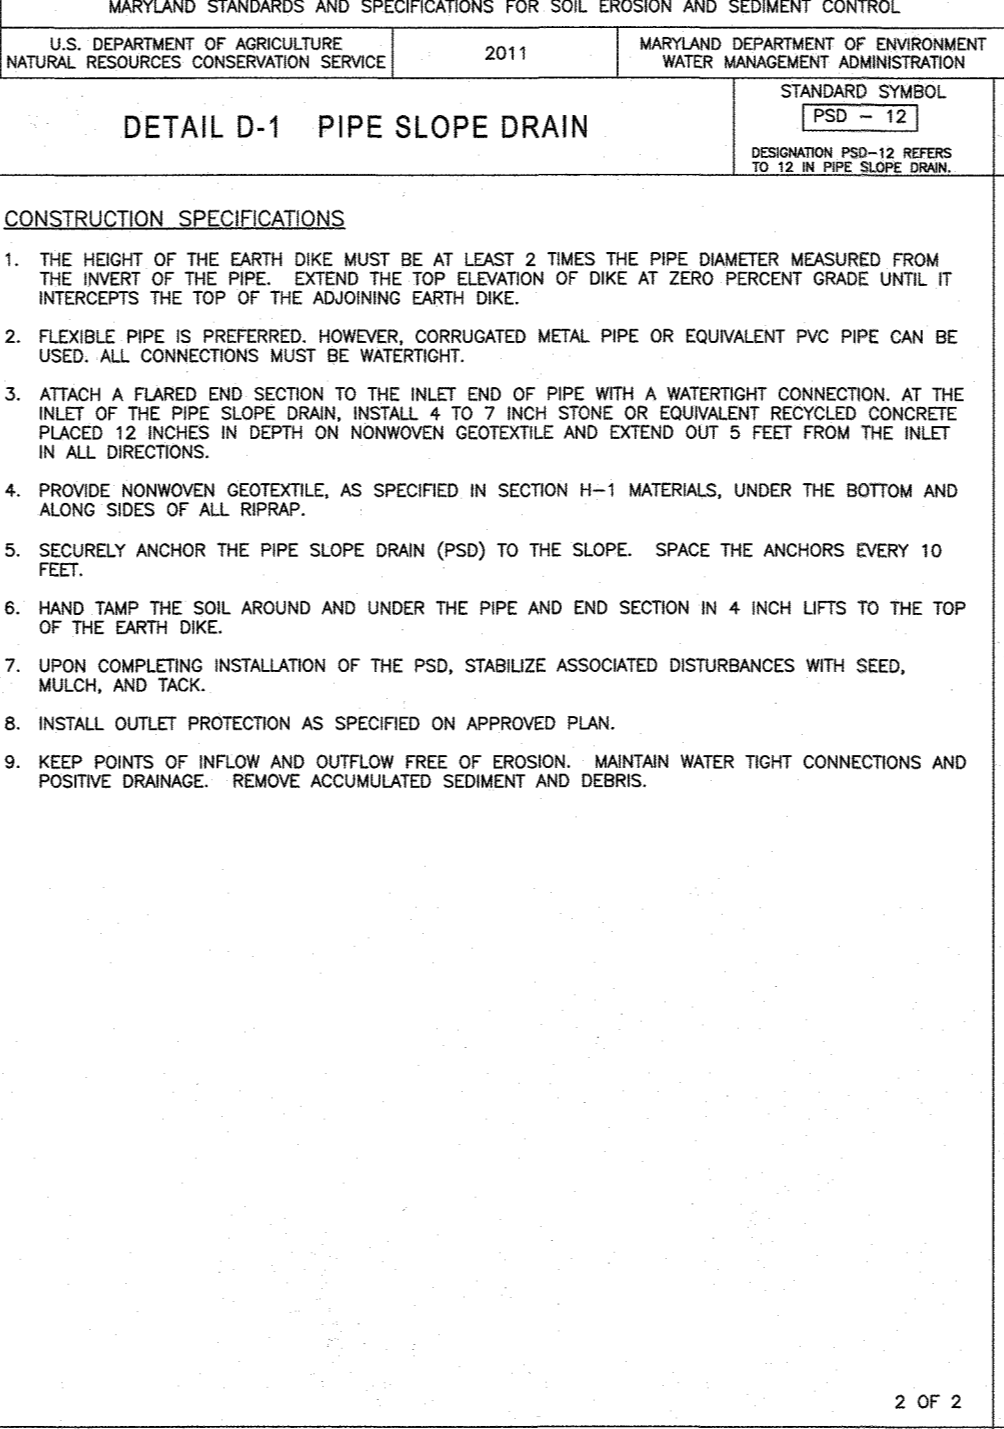 MARYLAND STANDARDS AND SPECIFICATIONS FOR SOIL EROSION AND SEDIMENT CONTROL
U.S. DEPARTMENT OF AGRICULTURE
NATURAL RESOURCES CONSERVATION SERVICE
2011
MARYLAND DEPARTMENT OF ENVIRONMENT
WATER MANAGEMENT ADMINISTRATION
DETAIL D-1 PIPE SLOPE DRAIN
STANDARD SYMBOL
PSD - 12
DESIGNATION PSD-12 REFERS
TO 12 IN PIPE SLOPE DRAIN.
CONSTRUCTION SPECIFICATIONS
1. THE HEIGHT OF THE EARTH DIKE MUST BE AT LEAST 2 TIMES THE PIPE DIAMETER MEASURED FROM
THE INVERT OF THE PIPE. EXTEND THE TOP ELEVATION OF DIKE AT ZERO PERCENT GRADE UNTIL IT
INTERCEPTS THE TOP OF THE ADJOINING EARTH DIKE.
2. FLEXIBLE PIPE IS PREFERRED. HOWEVER, CORRUGATED METAL PIPE OR EQUIVALENT PVC PIPE CAN BE
USED. ALL CONNECTIONS MUST BE WATERTIGHT.
3. ATTACH A FLARED END SECTION TO THE INLET END OF PIPE WITH A WATERTIGHT CONNECTION. AT THE
INLET OF THE PIPE SLOPE DRAIN, INSTALL 4 TO 7 INCH STONE OR EQUIVALENT RECYCLED CONCRETE
PLACED 12 INCHES IN DEPTH ON NONWOVEN GEOTEXTILE AND EXTEND OUT 5 FEET FROM THE INLET
IN ALL DIRECTIONS.
4. PROVIDE NONWOVEN GEOTEXTILE, AS SPECIFIED IN SECTION H-1 MATERIALS, UNDER THE BOTTOM AND
ALONG SIDES OF ALL RIPRAP.
5. SECURELY ANCHOR THE PIPE SLOPE DRAIN (PSD) TO THE SLOPE. SPACE THE ANCHORS EVERY 10
FEET.
6. HAND TAMP THE SOIL AROUND AND UNDER THE PIPE AND END SECTION IN 4 INCH LIFTS TO THE TOP
OF THE EARTH DIKE.
7. UPON COMPLETING INSTALLATION OF THE PSD, STABILIZE ASSOCIATED DISTURBANCES WITH SEED,
MULCH, AND TACK.
8. INSTALL OUTLET PROTECTION AS SPECIFIED ON APPROVED PLAN.
9. KEEP POINTS OF INFLOW AND OUTFLOW FREE OF EROSION. MAINTAIN WATER TIGHT CONNECTIONS AND
POSITIVE DRAINAGE. REMOVE ACCUMULATED SEDIMENT AND DEBRIS.
2 OF 2